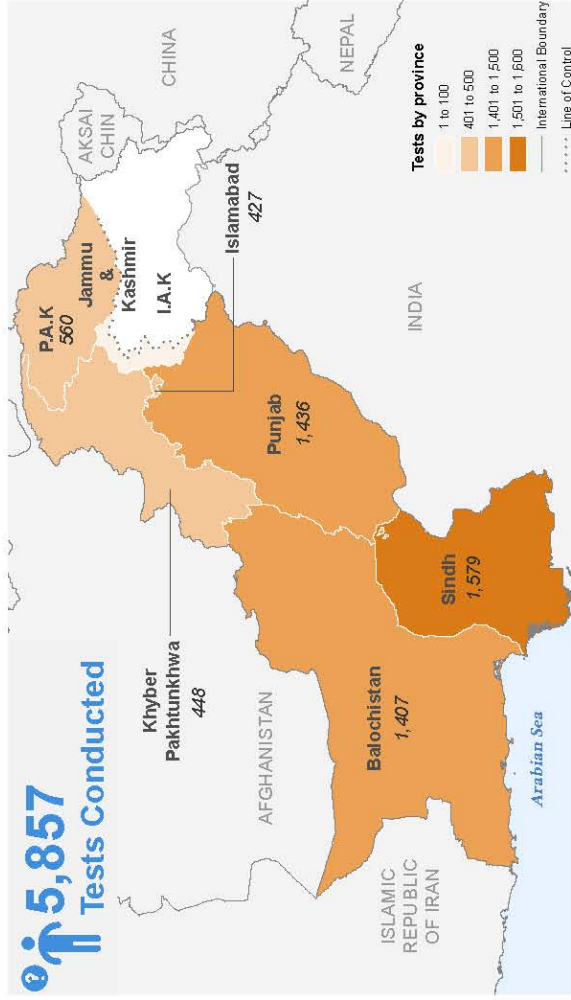 ?
5,857
Tests Conducted
CHINA
AKSAI
CHIN
NEPAL
P.A.K
560
Jammu
&
Kashmir
I.A.K
Islamabad
427
Khyber
Pakhtunkhwa
448
AFGHANISTAN
Punjab
1,436
INDIA
Balochistan
1,407
Sindh
1,579
ISLAMIC
REPUBLIC
OF IRAN
Arabian Sea
Tests by province
1 to 100
401 to 500
1,401 to 1,500
1,501 to 1,600
International Boundary
Line of Control